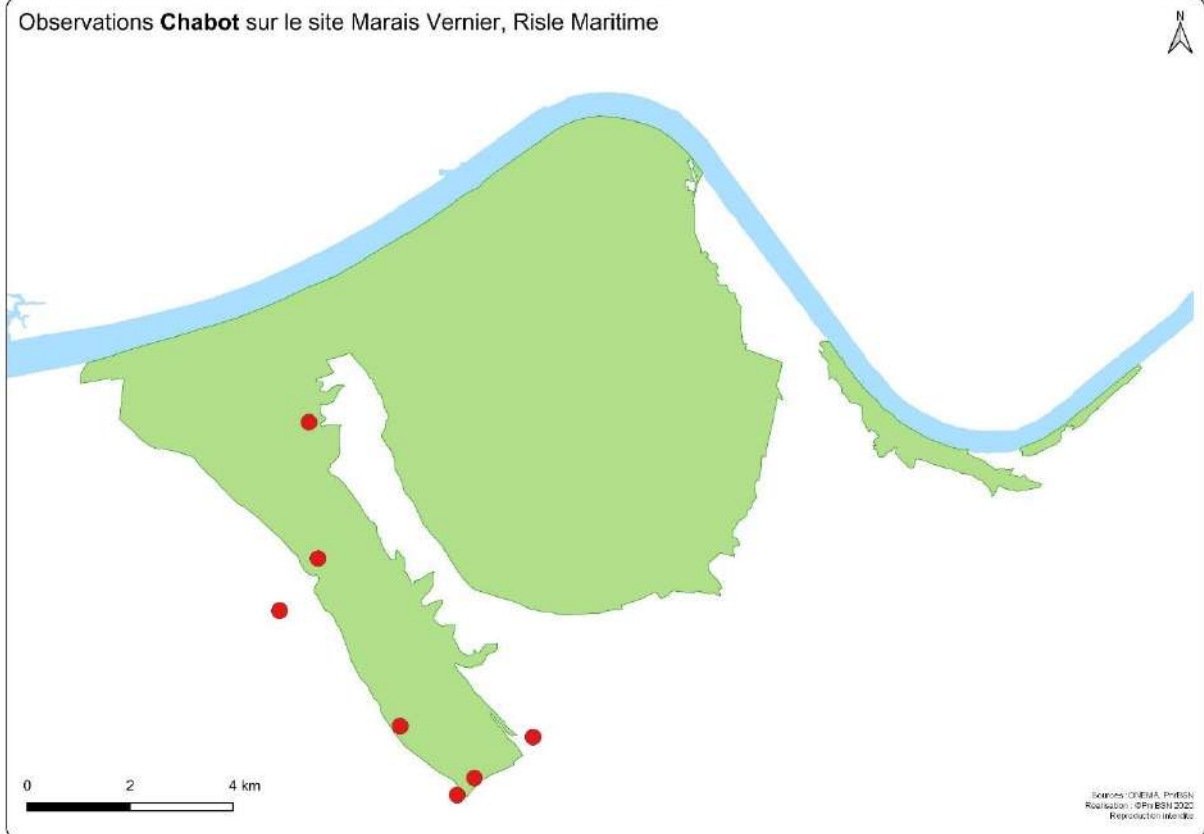 Observations Chabot sur le site Marais Vernier, Risle Maritime
N
0 2 4 km
Sources : ONEMA, PnrBSN
Réalisation : ©Pnr BSN 2020
Reproduction interdite